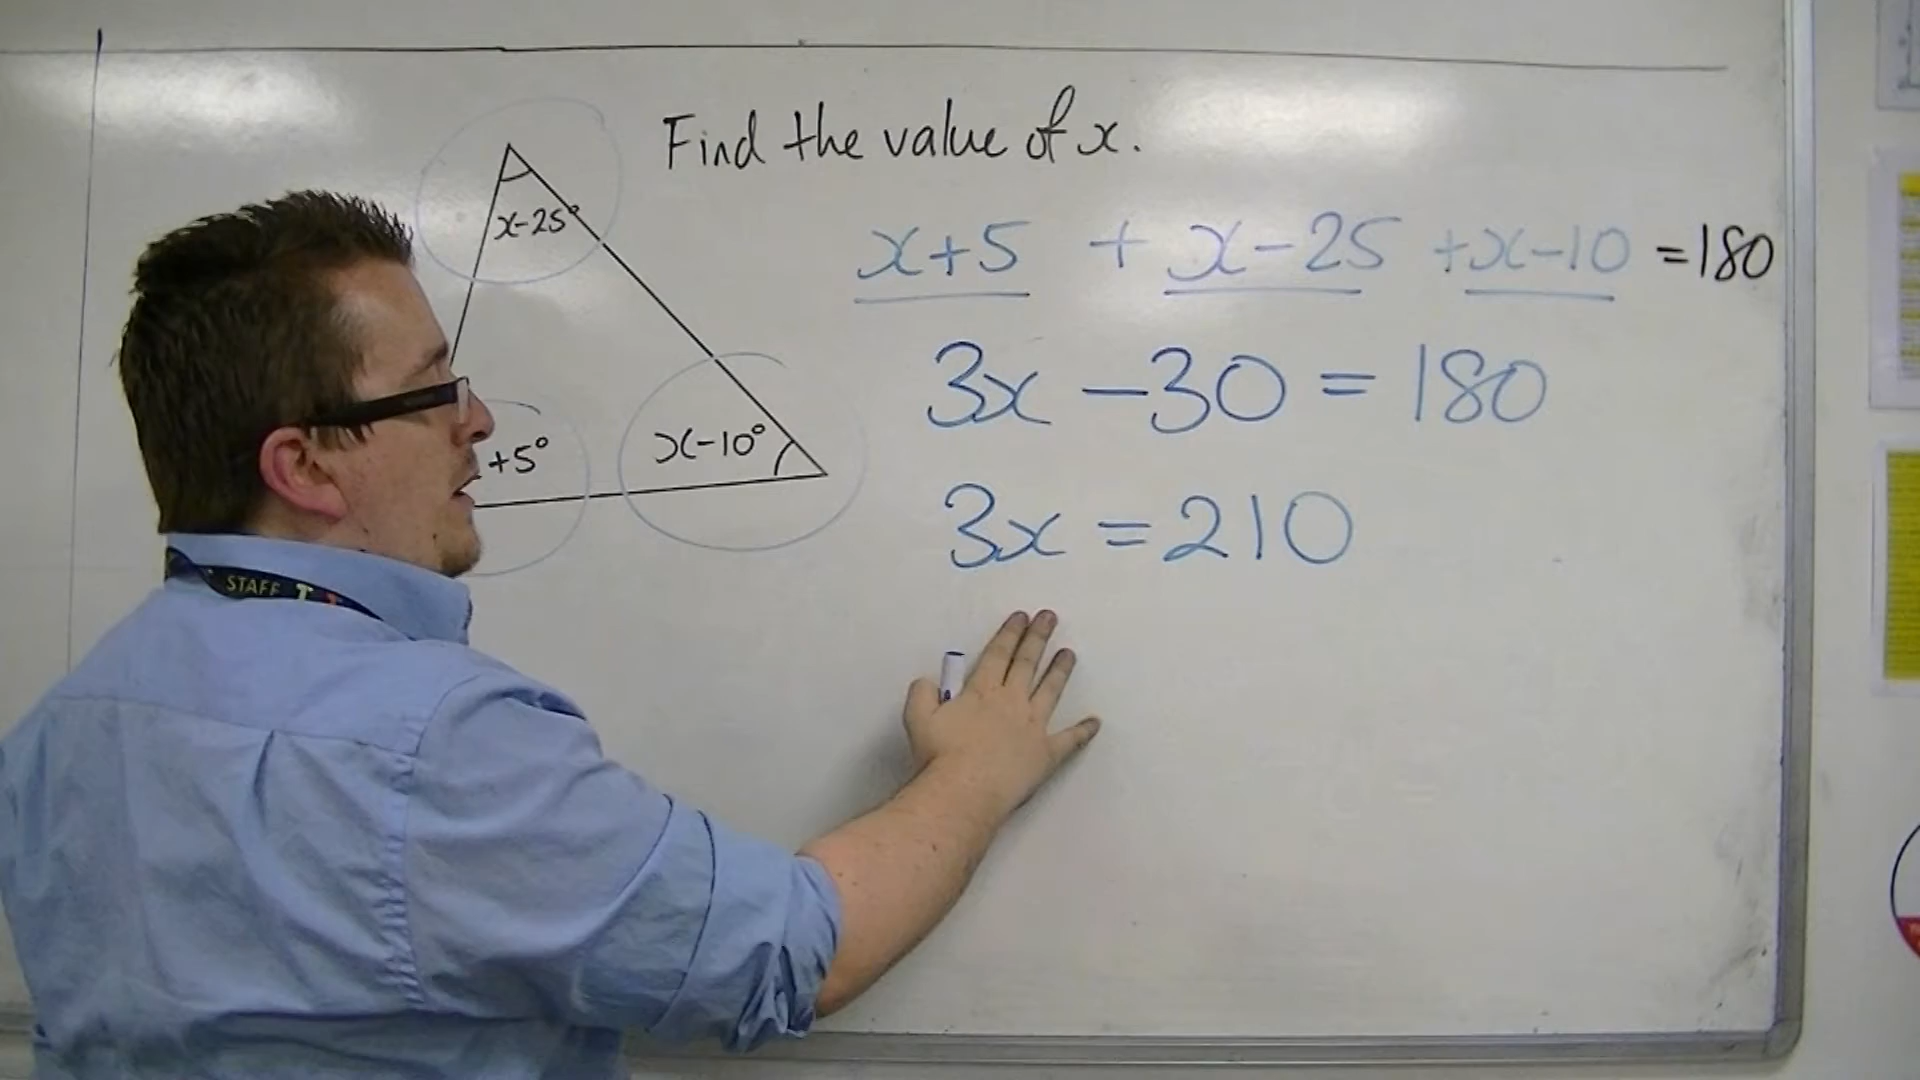 Find the value of x.
x-25°
x+5 + x-25 +x-10 =180
3x -30 = 180
+5°
x-10°
3x = 210
STAFF